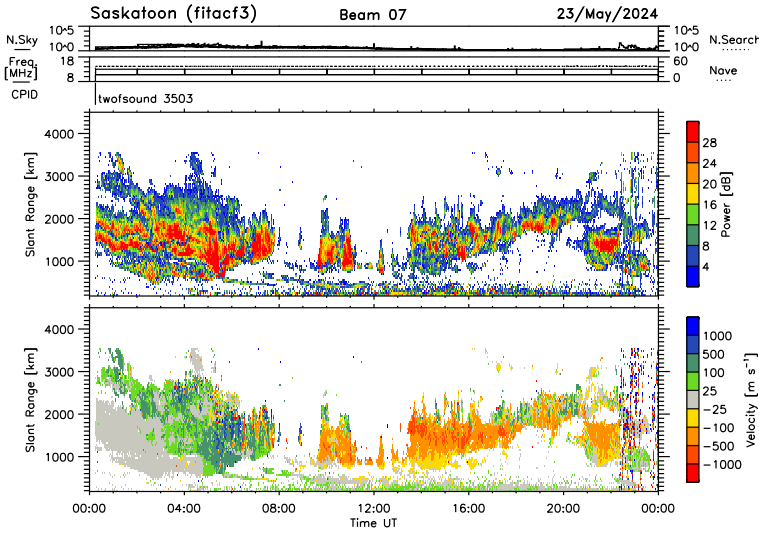 Saskatoon (fitacf3) Beam 07 23/May/2024
N.Sky 10^5 10^5 N.Search
10^0 10^0
Freq. 18 60
[MHz] 8 0 Nave
CPID twofsound 3503
Slant Range [km]
4000
3000
2000
1000
28
24
20
16
12
8
4
Power [dB]
Slant Range [km]
4000
3000
2000
1000
1000
500
100
25
−25
−100
−500
−1000
Velocity [m s⁻¹]
00:00 04:00 08:00 12:00 16:00 20:00 00:00
Time UT